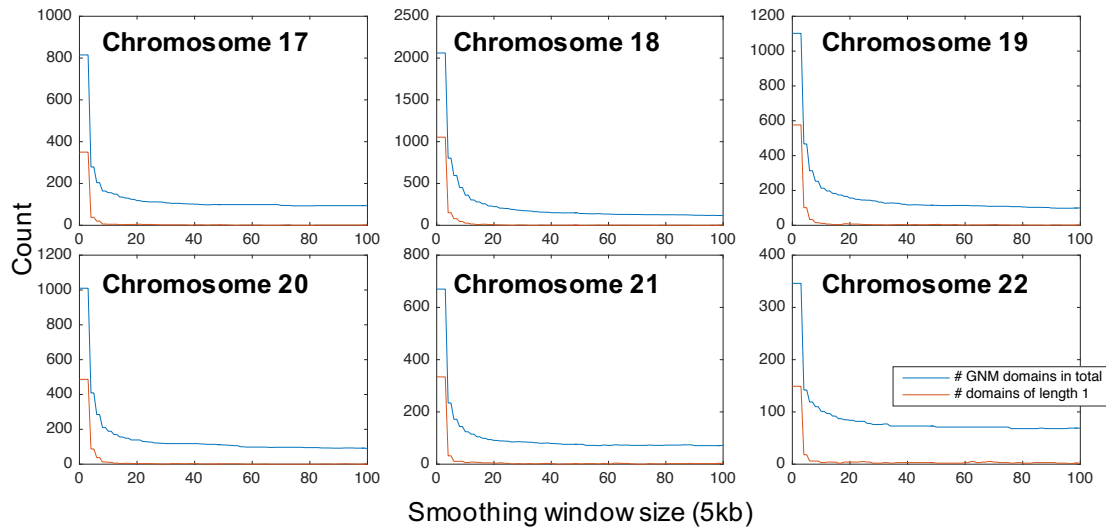 Chromosome 17
1000
800
600
400
200
0
0 20 40 60 80 100
Chromosome 18
2500
2000
1500
1000
500
0
0 20 40 60 80 100
Chromosome 19
1200
1000
800
600
400
200
0
0 20 40 60 80 100
Count
Chromosome 20
1200
1000
800
600
400
200
0
0 20 40 60 80 100
Chromosome 21
800
600
400
200
0
0 20 40 60 80 100
Chromosome 22
400
300
200
100
0
0 20 40 60 80 100
# GNM domains in total
# domains of length 1
Smoothing window size (5kb)